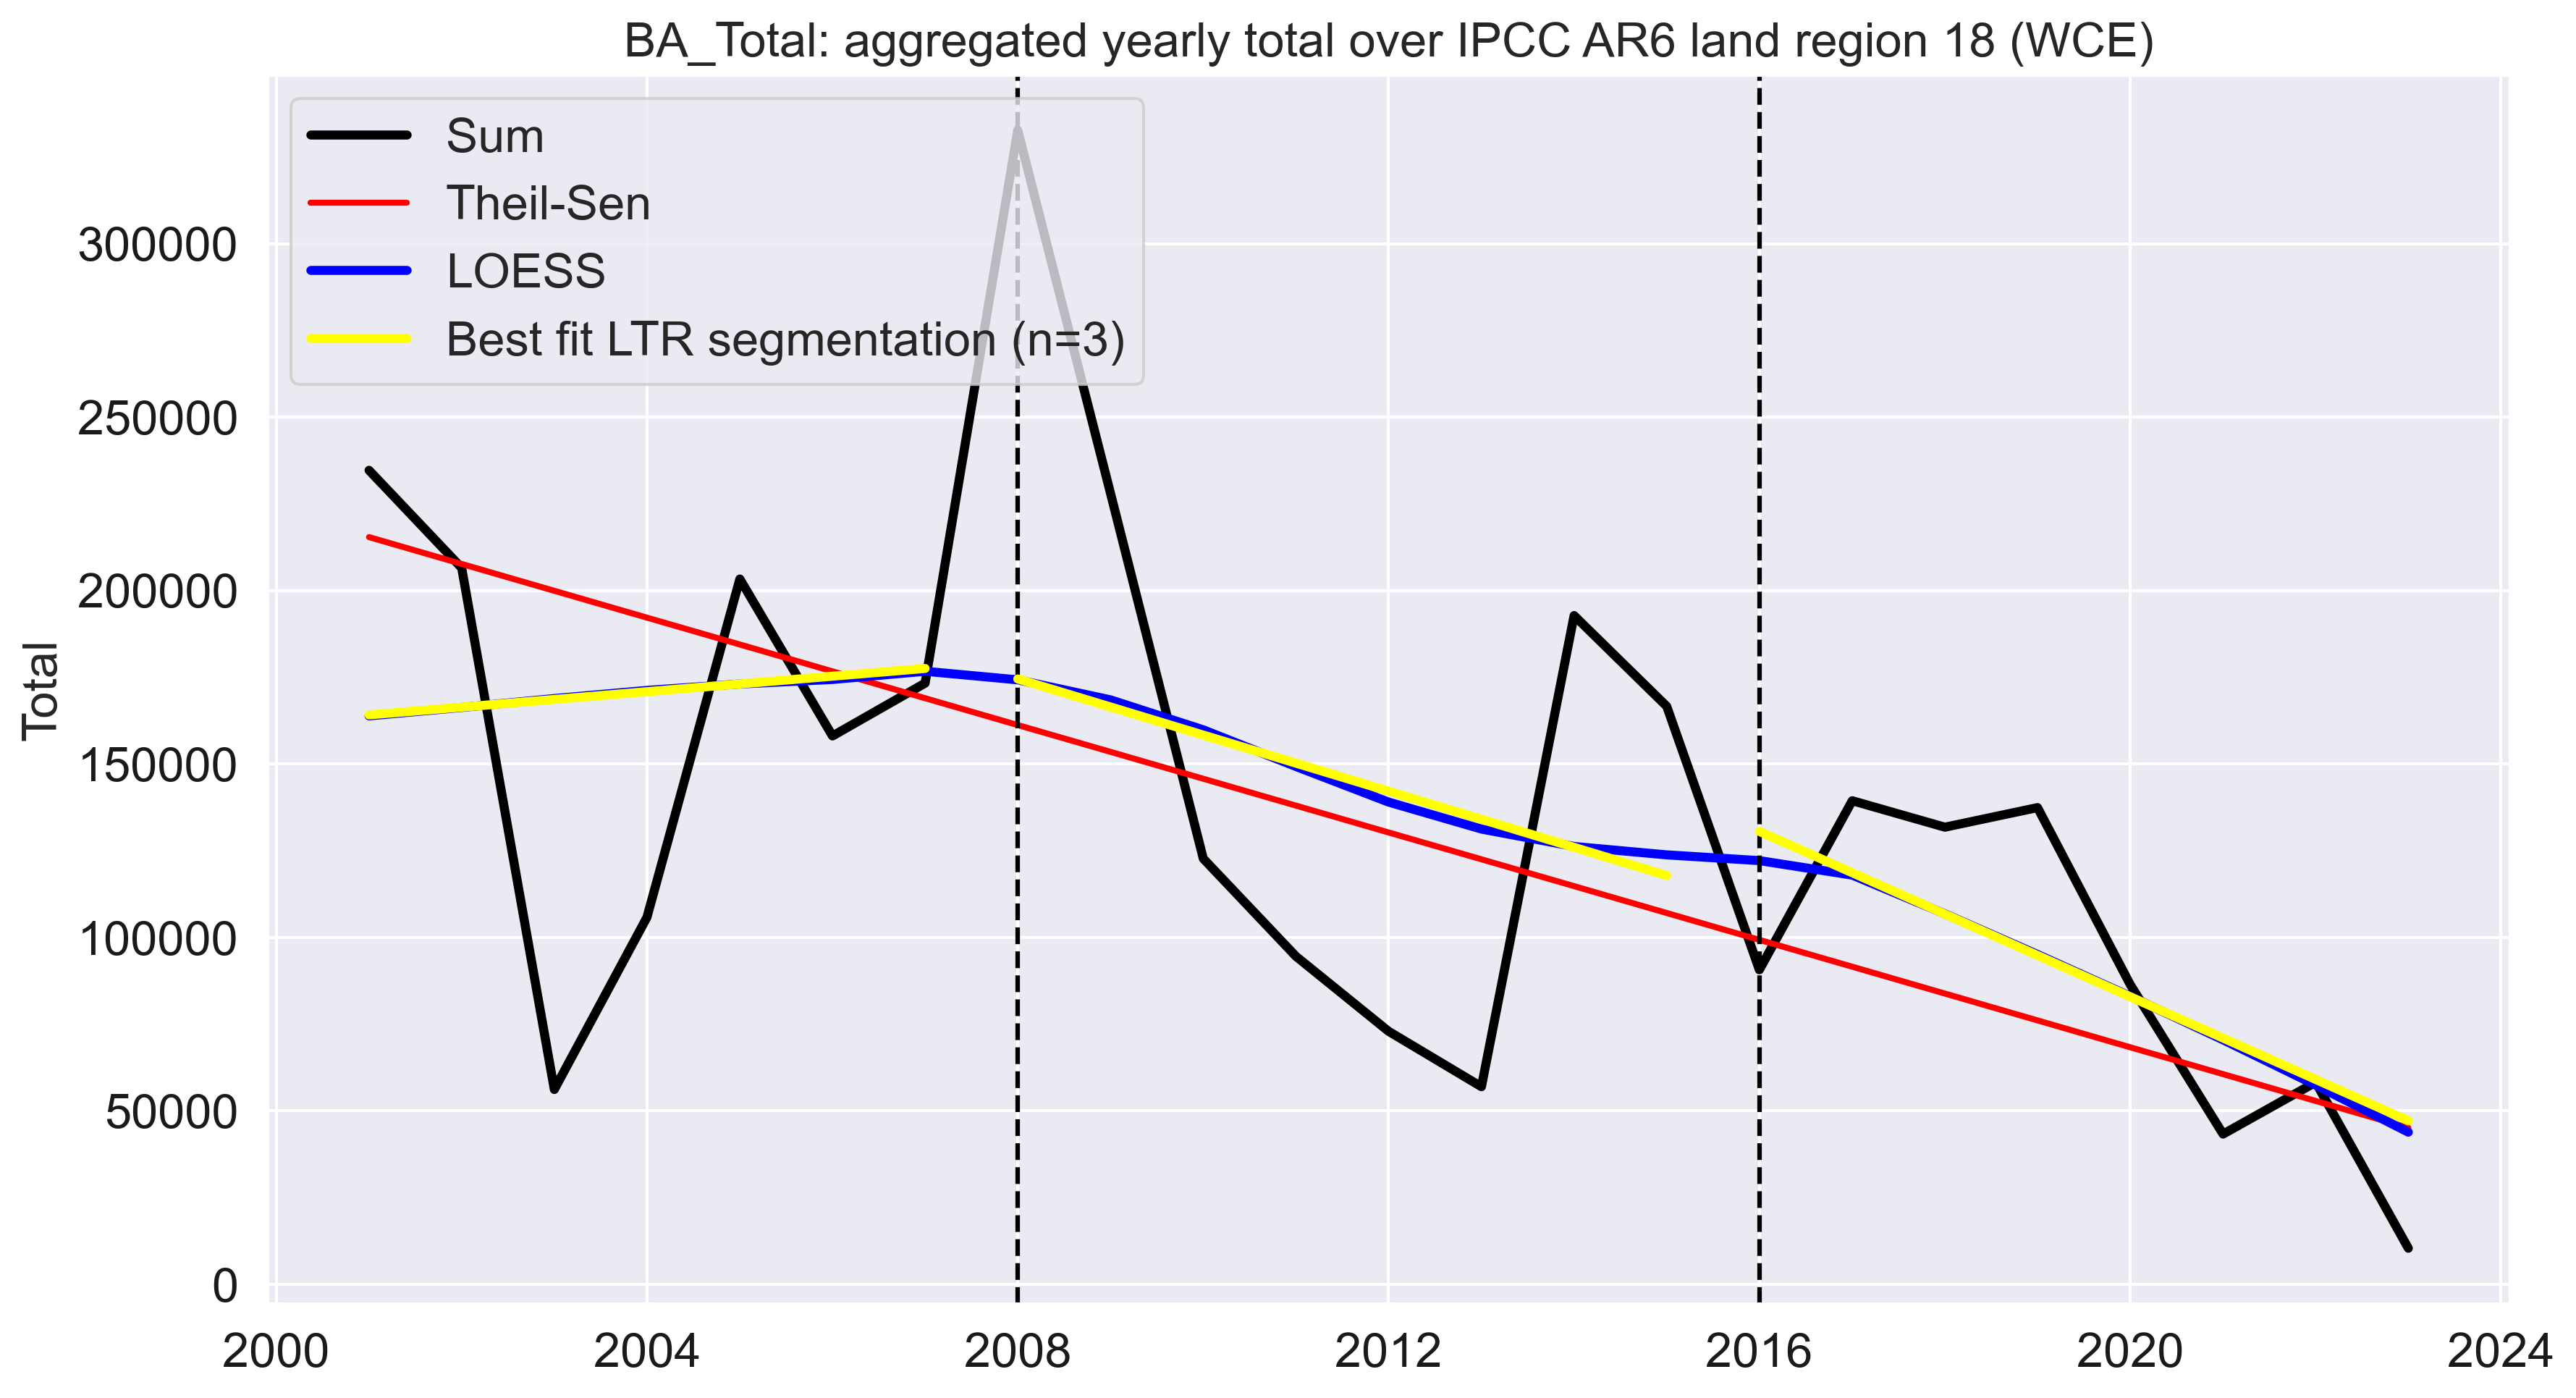 BA_Total: aggregated yearly total over IPCC AR6 land region 18 (WCE)
Sum
Theil-Sen
LOESS
Best fit LTR segmentation (n=3)
Total
300000
250000
200000
150000
100000
50000
0
2000 2004 2008 2012 2016 2020 2024